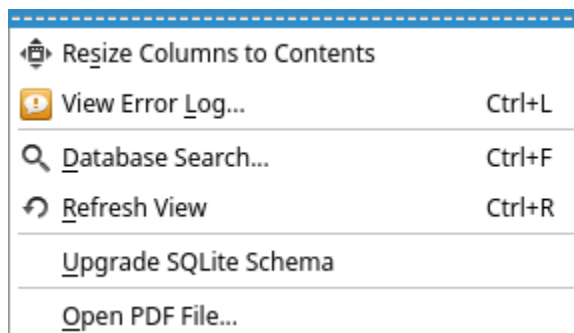 Resize Columns to Contents
View Error Log... Ctrl+L
Database Search... Ctrl+F
Refresh View Ctrl+R
Upgrade SQLite Schema
Open PDF File...